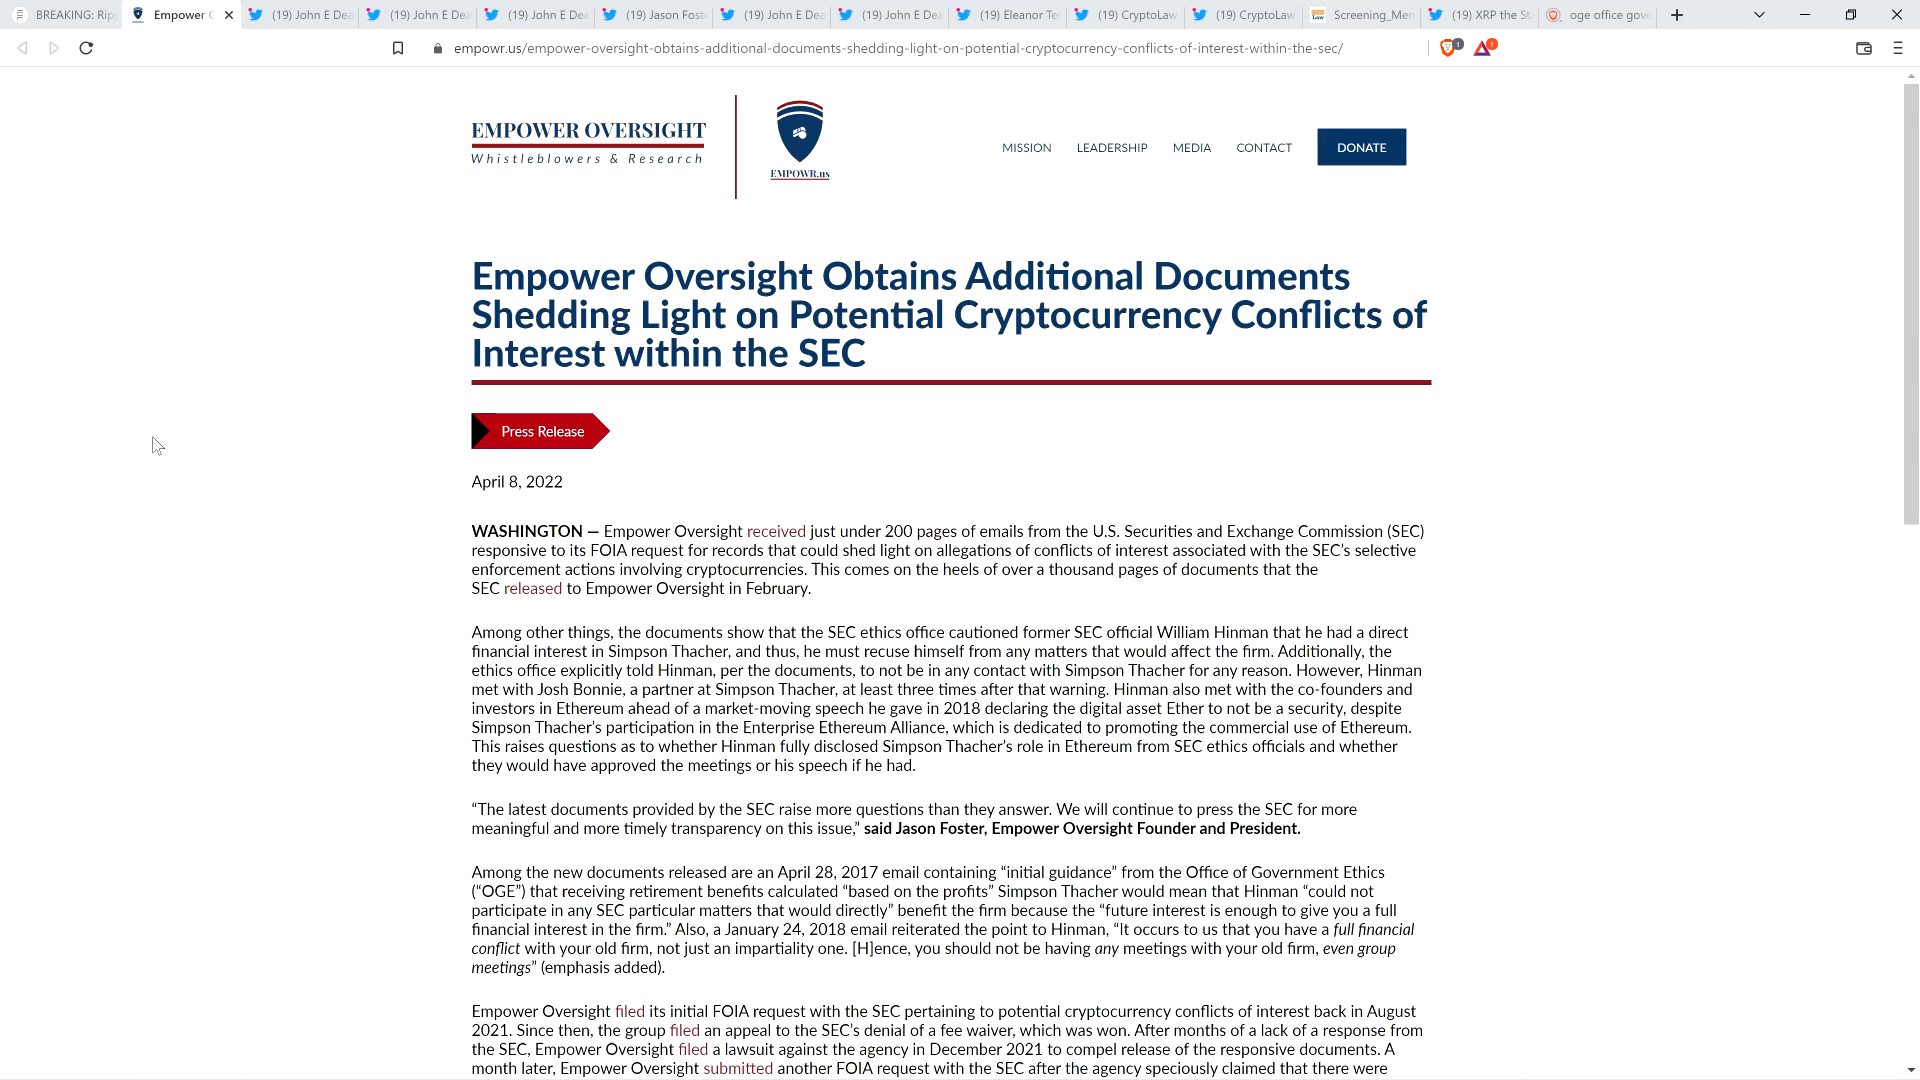 BREAKING: Rip
Empower O
(19) John E Dea
(19) John E Dea
(19) John E Dea
(19) Jason Fost
(19) John E Dea
(19) John E Dea
(19) Eleanor Te
(19) CryptoLaw
(19) CryptoLaw
Screening_Me
(19) XRP the St
oge office gove
empowr.us/empower-oversight-obtains-additional-documents-shedding-light-on-potential-cryptocurrency-conflicts-of-interest-within-the-sec/
1
1
EMPOWER OVERSIGHT
Whistleblowers & Research
EMPOWR.us
MISSION
LEADERSHIP
MEDIA
CONTACT
DONATE
Empower Oversight Obtains Additional Documents
Shedding Light on Potential Cryptocurrency Conflicts of
Interest within the SEC
Press Release
April 8, 2022
WASHINGTON — Empower Oversight received just under 200 pages of emails from the U.S. Securities and Exchange Commission (SEC)
responsive to its FOIA request for records that could shed light on allegations of conflicts of interest associated with the SEC’s selective
enforcement actions involving cryptocurrencies. This comes on the heels of over a thousand pages of documents that the
SEC released to Empower Oversight in February.
Among other things, the documents show that the SEC ethics office cautioned former SEC official William Hinman that he had a direct
financial interest in Simpson Thacher, and thus, he must recuse himself from any matters that would affect the firm. Additionally, the
ethics office explicitly told Hinman, per the documents, to not be in any contact with Simpson Thacher for any reason. However, Hinman
met with Josh Bonnie, a partner at Simpson Thacher, at least three times after that warning. Hinman also met with the co-founders and
investors in Ethereum ahead of a market-moving speech he gave in 2018 declaring the digital asset Ether to not be a security, despite
Simpson Thacher’s participation in the Enterprise Ethereum Alliance, which is dedicated to promoting the commercial use of Ethereum.
This raises questions as to whether Hinman fully disclosed Simpson Thacher’s role in Ethereum from SEC ethics officials and whether
they would have approved the meetings or his speech if he had.
“The latest documents provided by the SEC raise more questions than they answer. We will continue to press the SEC for more
meaningful and more timely transparency on this issue,” said Jason Foster, Empower Oversight Founder and President.
Among the new documents released are an April 28, 2017 email containing “initial guidance” from the Office of Government Ethics
(“OGE”) that receiving retirement benefits calculated “based on the profits” Simpson Thacher would mean that Hinman “could not
participate in any SEC particular matters that would directly” benefit the firm because the “future interest is enough to give you a full
financial interest in the firm.” Also, a January 24, 2018 email reiterated the point to Hinman, “It occurs to us that you have a full financial
conflict with your old firm, not just an impartiality one. [H]ence, you should not be having any meetings with your old firm, even group
meetings” (emphasis added).
Empower Oversight filed its initial FOIA request with the SEC pertaining to potential cryptocurrency conflicts of interest back in August
2021. Since then, the group filed an appeal to the SEC’s denial of a fee waiver, which was won. After months of a lack of a response from
the SEC, Empower Oversight filed a lawsuit against the agency in December 2021 to compel release of the responsive documents. A
month later, Empower Oversight submitted another FOIA request with the SEC after the agency speciously claimed that there were